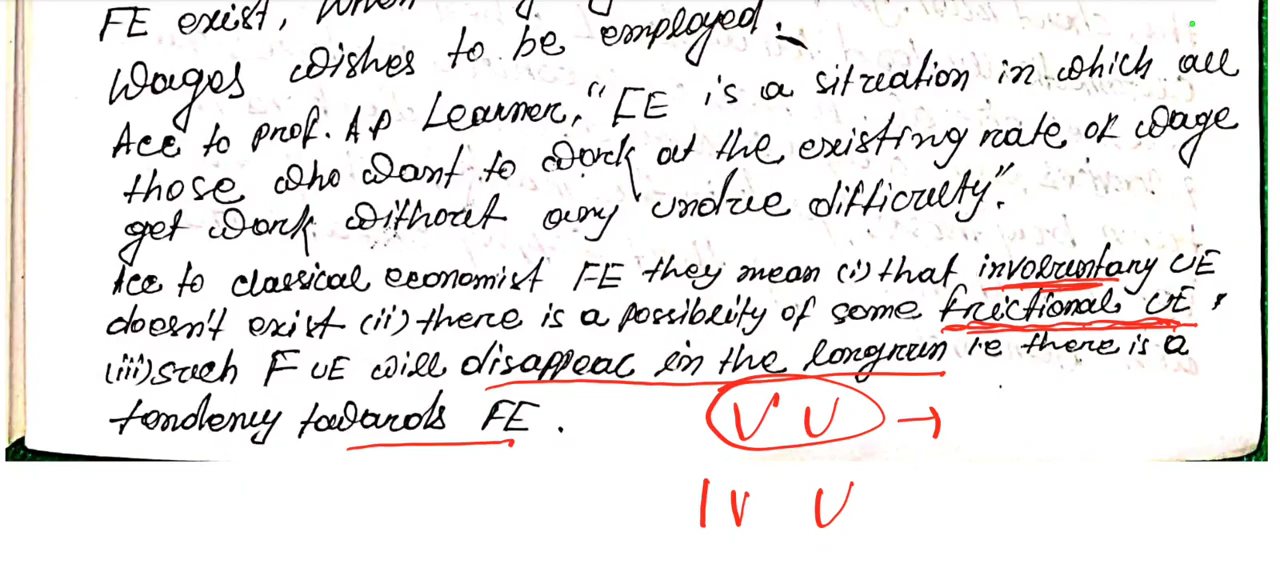 FE exist, when
wages wishes to be employed.
Acc to prof. A.P Learner, "FE is a sitreation in which all
those who want to work at the existing rate of wage
get work without any undue difficulty".
Acc to classical economist FE they mean (i) that involuntary UE
doesn't exist (ii) there is a possiblity of some frictional UE,
(iii) such F UE will disappear in the longrun ie there is a
tendency towards FE.
V U →
I V U